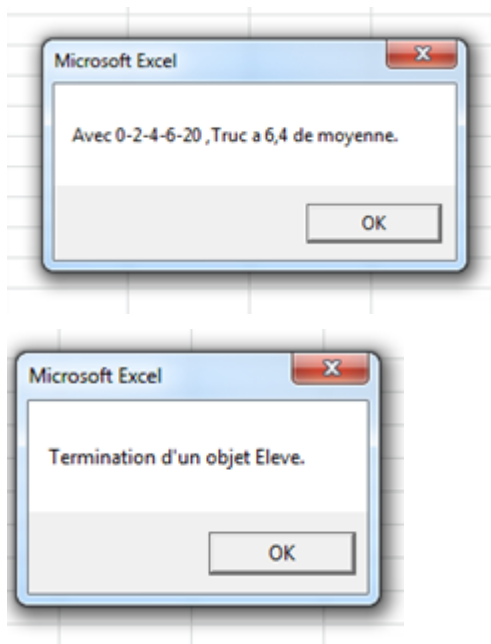 Microsoft Excel
Avec 0-2-4-6-20 ,Truc a 6,4 de moyenne.
OK
Microsoft Excel
Termination d'un objet Eleve.
OK